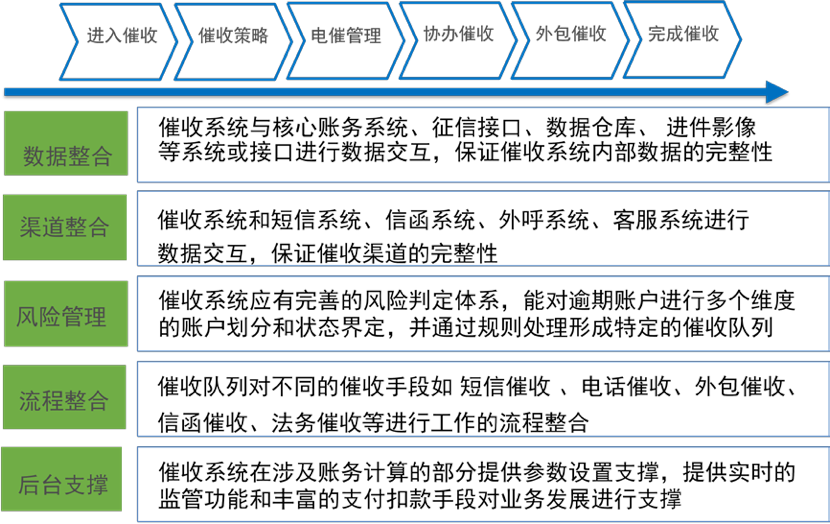 进入催收 催收策略 电催管理 协办催收 外包催收 完成催收
数据整合
催收系统与核心账务系统、征信接口、数据仓库、 进件影像
等系统或接口进行数据交互，保证催收系统内部数据的完整性
渠道整合
催收系统和短信系统、信函系统、外呼系统、客服系统进行
数据交互，保证催收渠道的完整性
风险管理
催收系统应有完善的风险判定体系，能对逾期账户进行多个维度
的账户划分和状态界定，并通过规则处理形成特定的催收队列
流程整合
催收队列对不同的催收手段如 短信催收 、电话催收、外包催收、
信函催收、法务催收等进行工作的流程整合
后台支撑
催收系统在涉及账务计算的部分提供参数设置支撑，提供实时的
监管功能和丰富的支付扣款手段对业务发展进行支撑